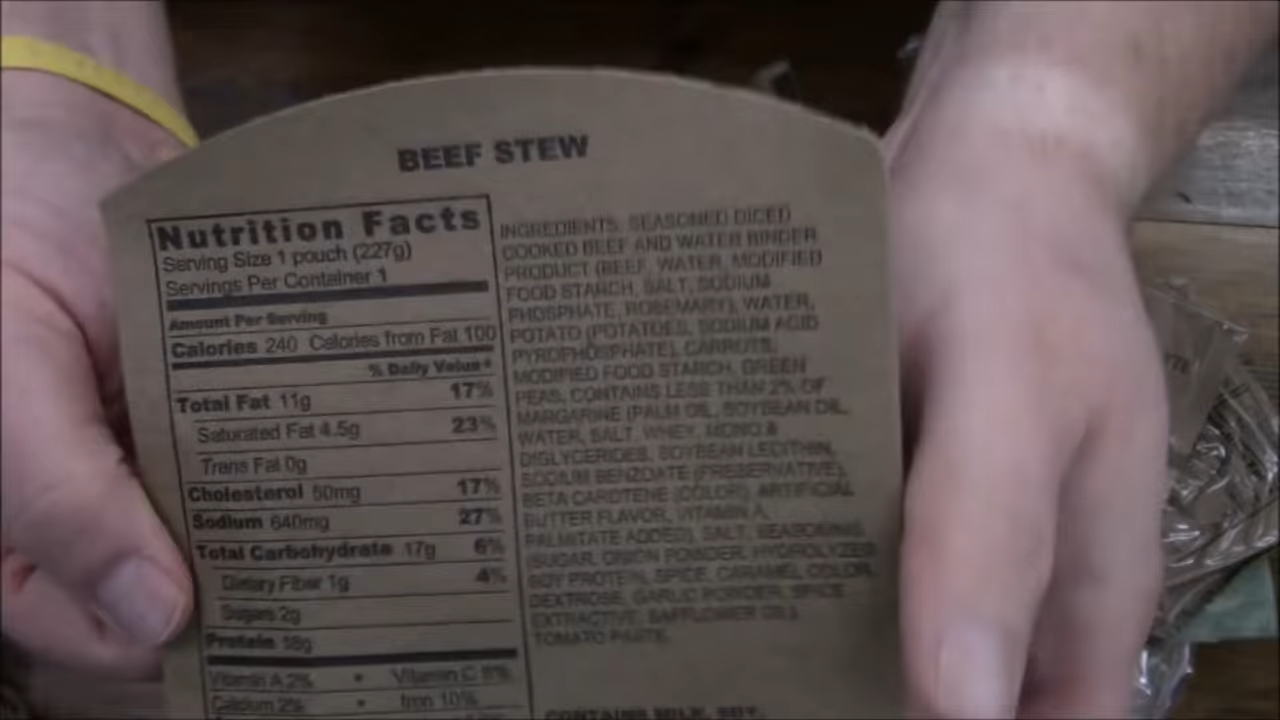 BEEF STEW
Nutrition Facts
Serving Size 1 pouch (227g)
Servings Per Container 1
Amount Per Serving
Calories 240 Calories from Fat 100
% Daily Value*
Total Fat 11g 17%
Saturated Fat 4.5g 23%
Trans Fat 0g
Cholesterol 50mg 17%
Sodium 640mg 27%
Total Carbohydrate 17g 6%
Dietary Fiber 1g 4%
Sugars 2g
Protein 18g
Vitamin A 2% • Vitamin C 8%
Calcium 2% • Iron 10%
INGREDIENTS: SEASONED DICED
COOKED BEEF AND WATER BINDER
PRODUCT (BEEF, WATER, MODIFIED
FOOD STARCH, SALT, SODIUM
PHOSPHATE, ROSEMARY), WATER,
POTATO (POTATOES, SODIUM ACID
PYROPHOSPHATE), CARROTS,
MODIFIED FOOD STARCH, GREEN
PEAS, CONTAINS LESS THAN 2% OF
MARGARINE (PALM OIL, SOYBEAN OIL,
WATER, SALT, WHEY, MONO &
DIGLYCERIDES, SOYBEAN LECITHIN,
SODIUM BENZOATE (PRESERVATIVE),
BETA CAROTENE (COLOR), ARTIFICIAL
BUTTER FLAVOR, VITAMIN A,
PALMITATE ADDED), SALT, SEASONING
(SUGAR, ONION POWDER, HYDROLYZED
SOY PROTEIN, SPICE, CARAMEL COLOR,
DEXTROSE, GARLIC POWDER, SPICE
EXTRACTIVE, SAFFLOWER OIL),
TOMATO PASTE.
CONTAINS MILK, SOY.